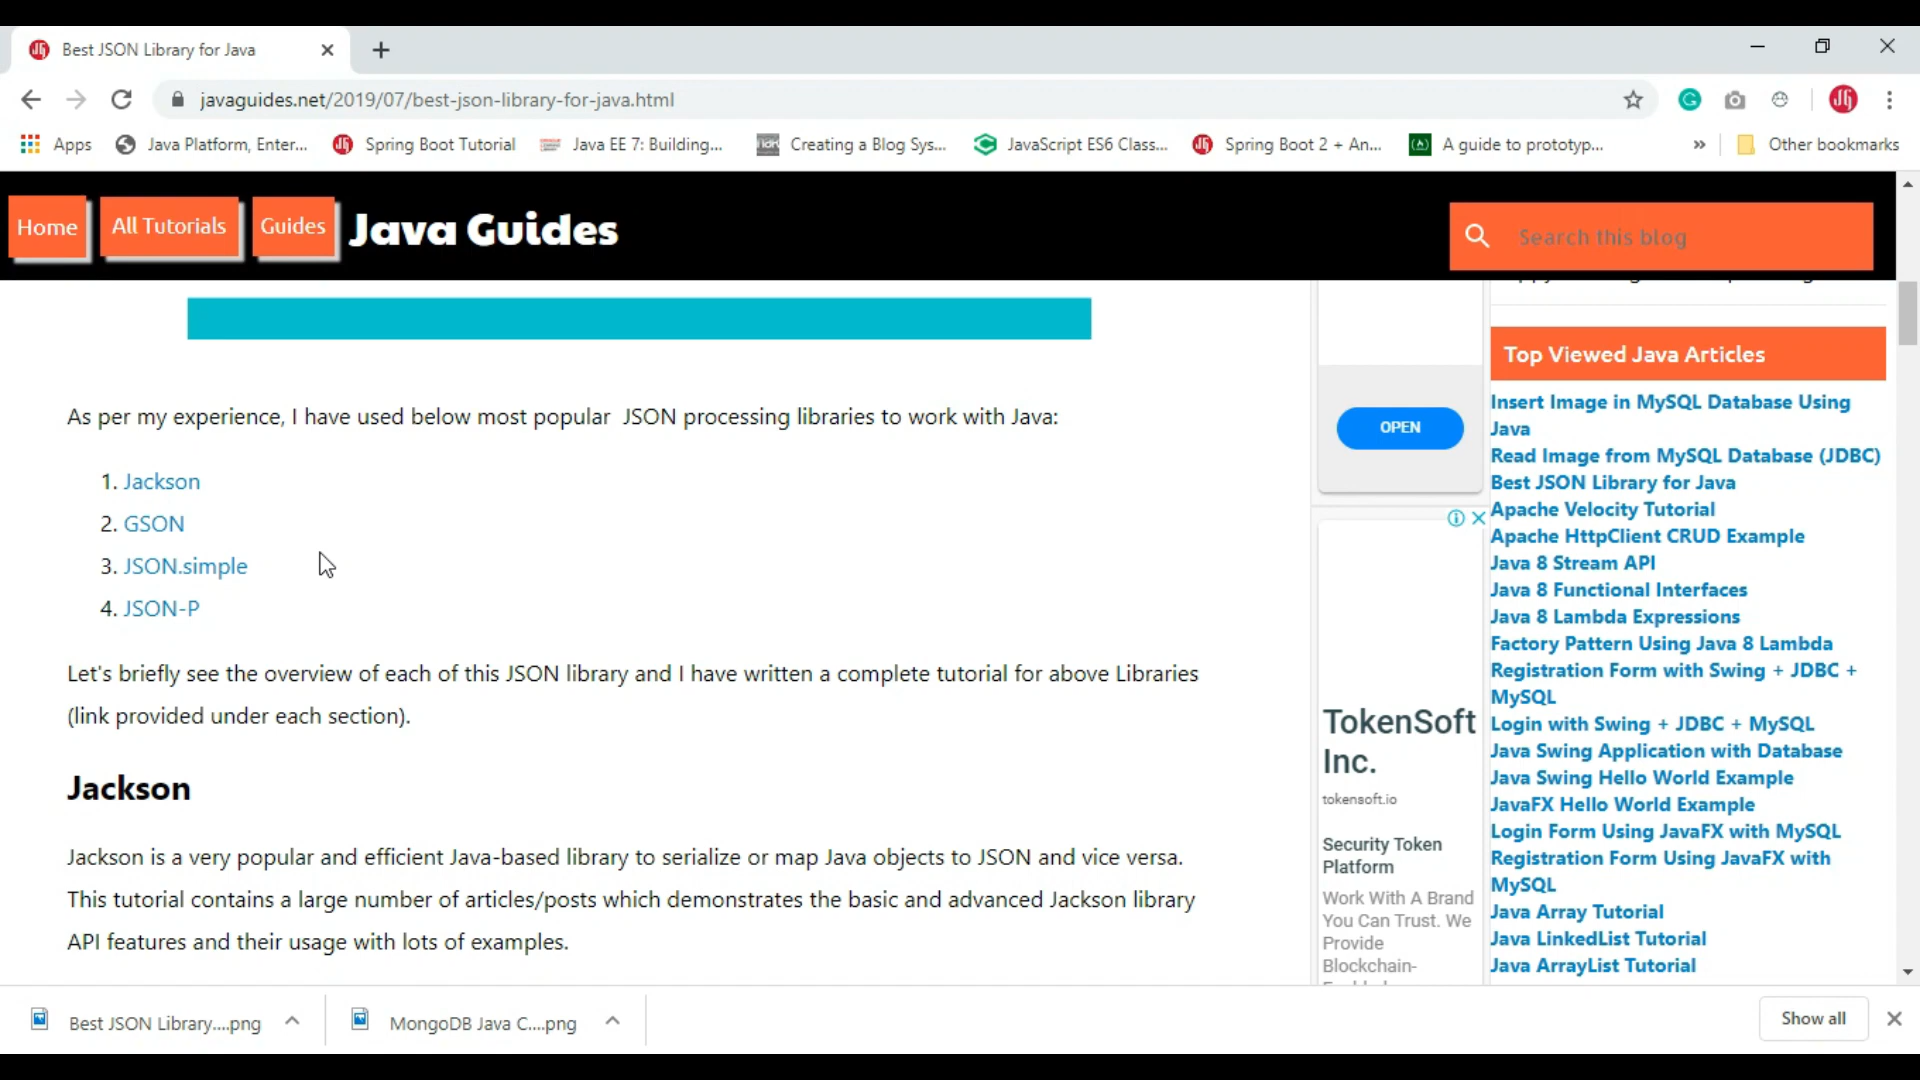 Best JSON Library for Java
javaguides.net/2019/07/best-json-library-for-java.html
Apps
Java Platform, Enter...
Spring Boot Tutorial
Java EE 7: Building...
Creating a Blog Sys...
JavaScript ES6 Class...
Spring Boot 2 + An...
A guide to prototyp...
»
Other bookmarks
Home
All Tutorials
Guides
Java Guides
Search this blog
As per my experience, I have used below most popular JSON processing libraries to work with Java:
1. Jackson
2. GSON
3. JSON.simple
4. JSON-P
Let's briefly see the overview of each of this JSON library and I have written a complete tutorial for above Libraries
(link provided under each section).
Jackson
Jackson is a very popular and efficient Java-based library to serialize or map Java objects to JSON and vice versa.
This tutorial contains a large number of articles/posts which demonstrates the basic and advanced Jackson library
API features and their usage with lots of examples.
OPEN
TokenSoft
Inc.
tokensoft.io
Security Token
Platform
Work With A Brand
You Can Trust. We
Provide
Blockchain-
Top Viewed Java Articles
Insert Image in MySQL Database Using
Java
Read Image from MySQL Database (JDBC)
Best JSON Library for Java
Apache Velocity Tutorial
Apache HttpClient CRUD Example
Java 8 Stream API
Java 8 Functional Interfaces
Java 8 Lambda Expressions
Factory Pattern Using Java 8 Lambda
Registration Form with Swing + JDBC +
MySQL
Login with Swing + JDBC + MySQL
Java Swing Application with Database
Java Swing Hello World Example
JavaFX Hello World Example
Login Form Using JavaFX with MySQL
Registration Form Using JavaFX with
MySQL
Java Array Tutorial
Java LinkedList Tutorial
Java ArrayList Tutorial
Best JSON Library....png
MongoDB Java C....png
Show all